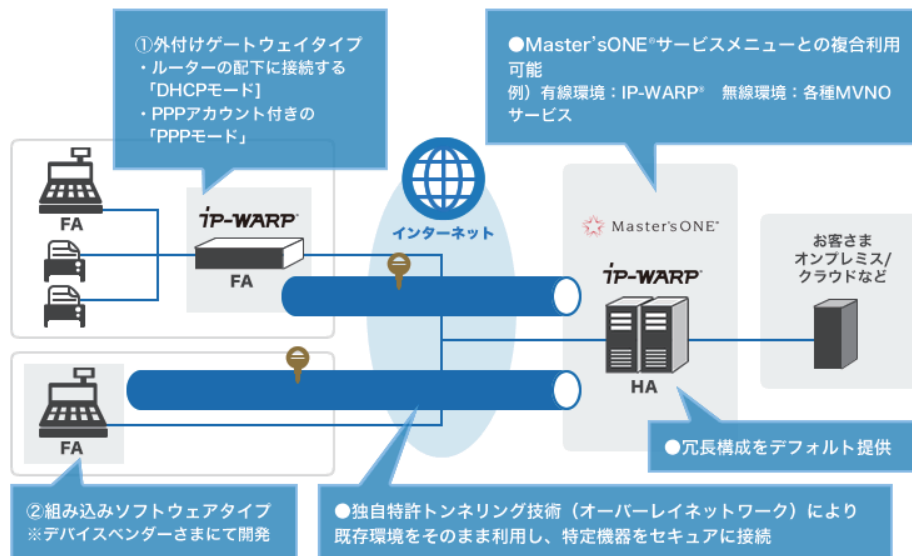 ①外付けゲートウェイタイプ
・ルーターの配下に接続する
「DHCPモード]
・PPPアカウント付きの
「PPPモード」
●Master'sONE®サービスメニューとの複合利用
可能
例）有線環境：IP-WARP®　無線環境：各種MVNO
サービス
FA
iP-WARP
FA
インターネット
Master'sONE™
iP-WARP
HA
お客さま
オンプレミス/
クラウドなど
FA
●冗長構成をデフォルト提供
②組み込みソフトウェアタイプ
※デバイスベンダーさまにて開発
●独自特許トンネリング技術（オーバーレイネットワーク）により
既存環境をそのまま利用し、特定機器をセキュアに接続